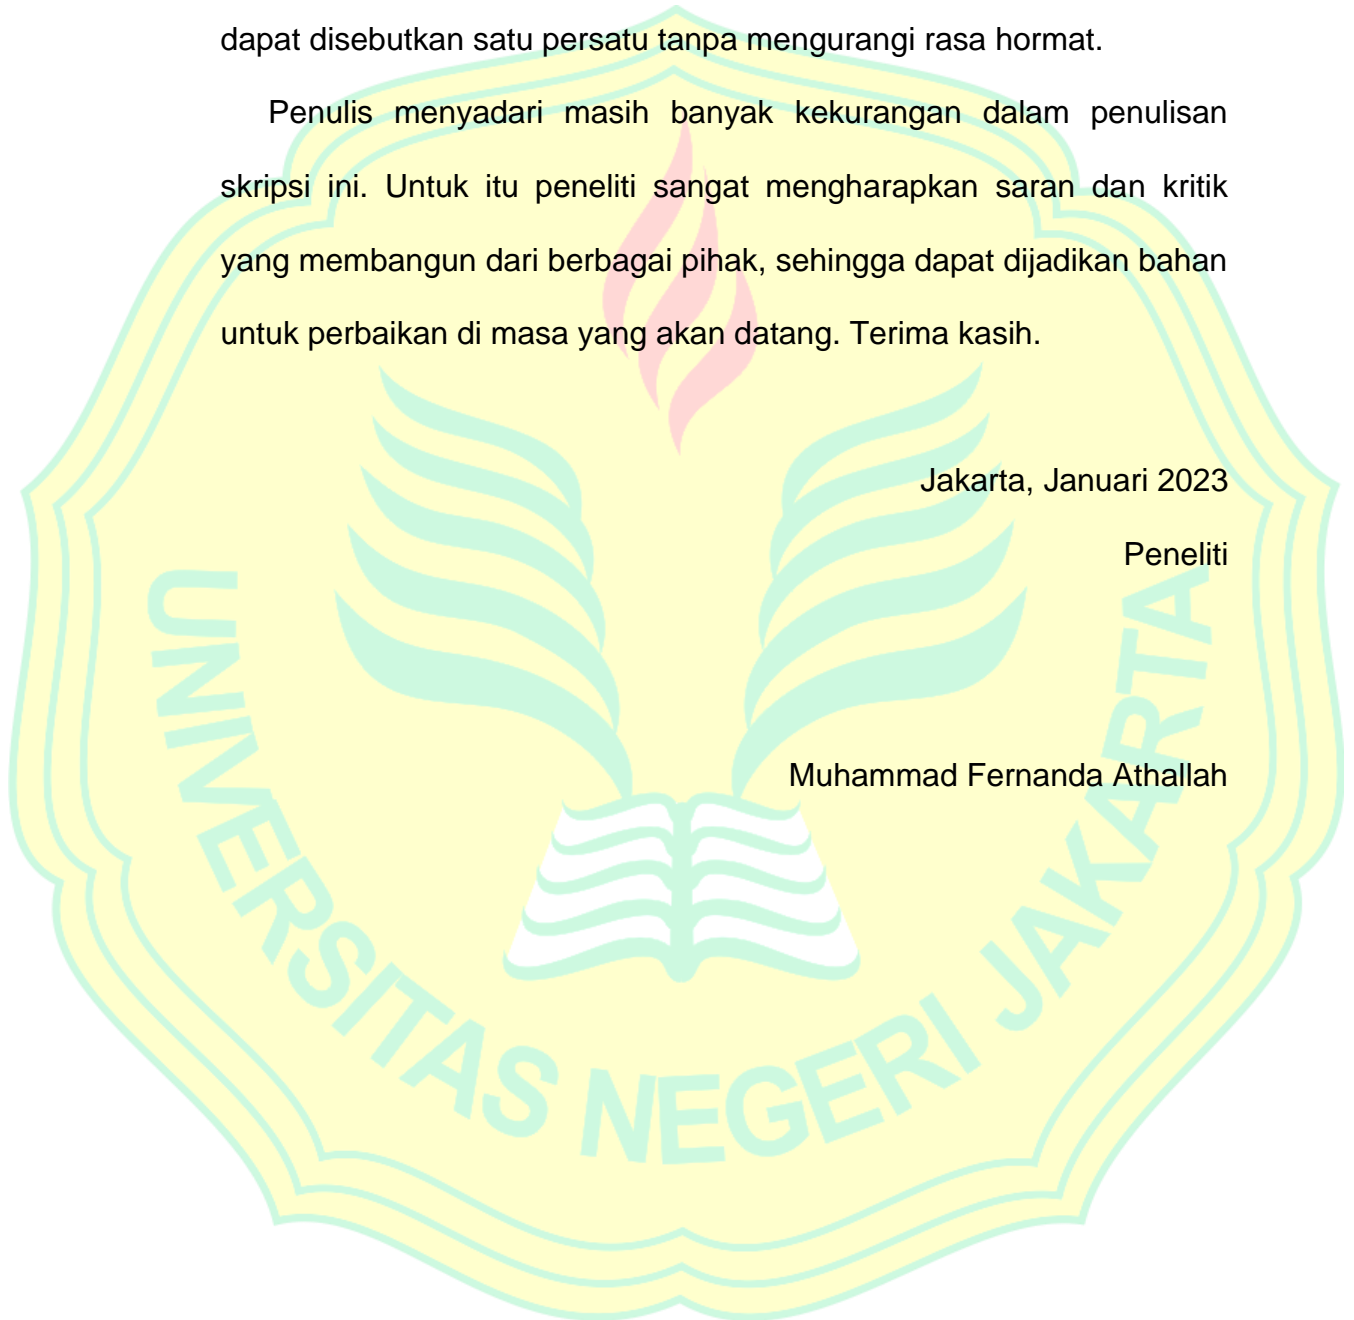 dapat disebutkan satu persatu tanpa mengurangi rasa hormat.
Penulis menyadari masih banyak kekurangan dalam penulisan
skripsi ini. Untuk itu peneliti sangat mengharapkan saran dan kritik
yang membangun dari berbagai pihak, sehingga dapat dijadikan bahan
untuk perbaikan di masa yang akan datang. Terima kasih.
Jakarta, Januari 2023
Peneliti
Muhammad Fernanda Athallah
UNIVERSITAS NEGERI JAKARTA